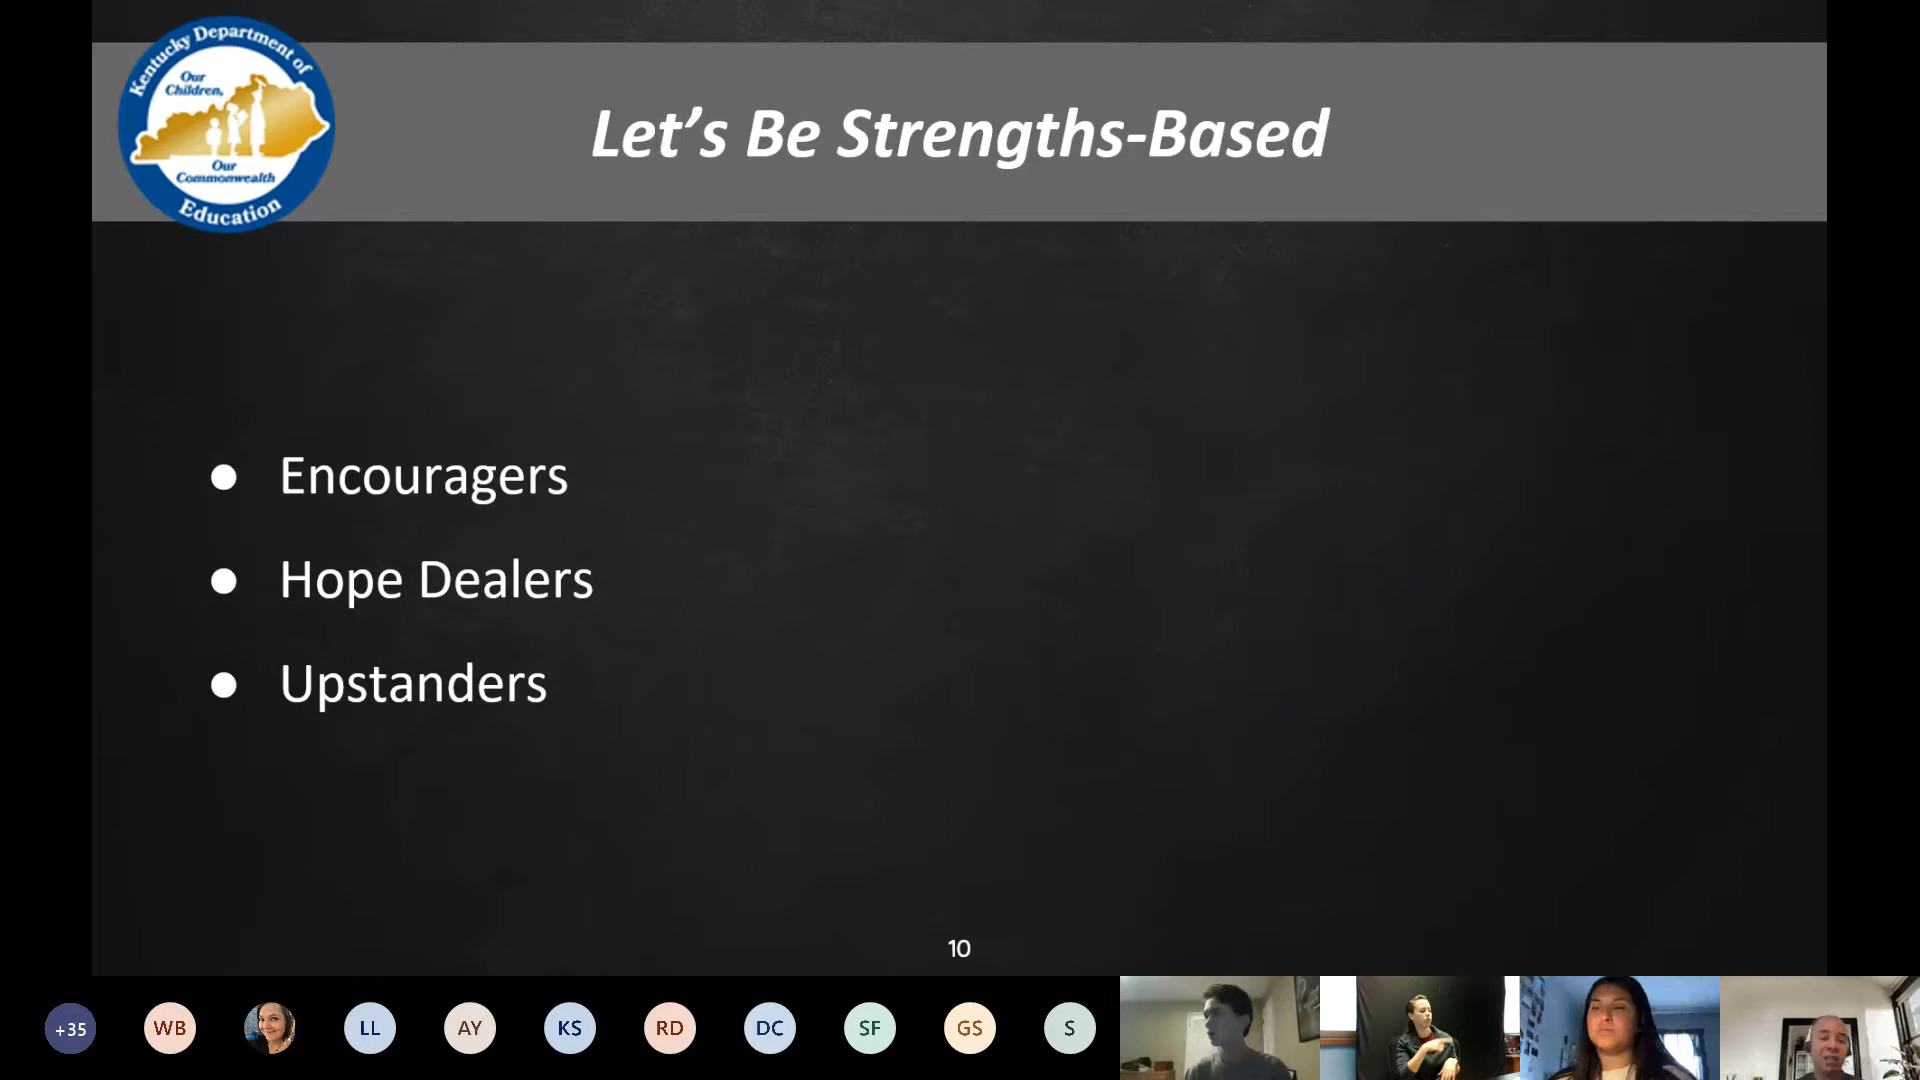 Kentucky Department of
Education
Our
Children,
Our
Commonwealth
Let's Be Strengths-Based
● Encouragers
● Hope Dealers
● Upstanders
10
+35
WB
LL
AY
KS
RD
DC
SF
GS
S